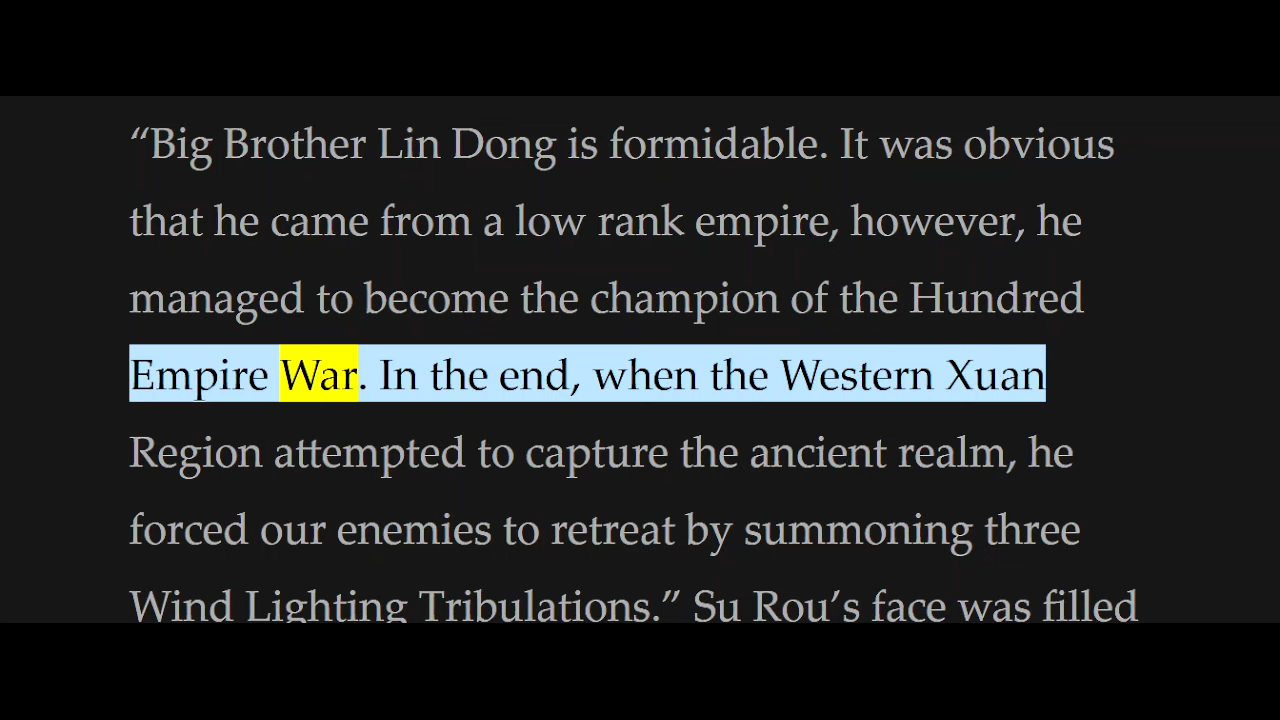 “Big Brother Lin Dong is formidable. It was obvious
that he came from a low rank empire, however, he
managed to become the champion of the Hundred
Empire War. In the end, when the Western Xuan
Region attempted to capture the ancient realm, he
forced our enemies to retreat by summoning three
Wind Lighting Tribulations.” Su Rou’s face was filled